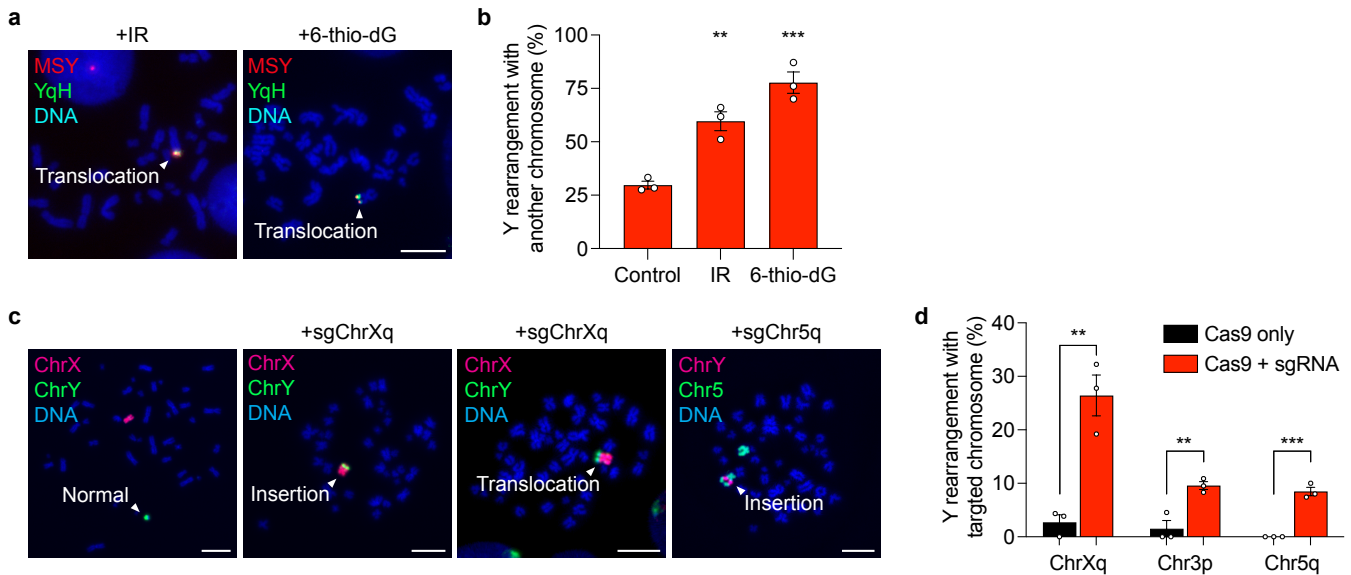 a
+IR
+6-thio-dG
MSY
YqH
DNA
Translocation
MSY
YqH
DNA
Translocation
b
Y rearrangement with
another chromosome (%)
100
75
50
25
0
**
***
Control
IR
6-thio-dG
c
+sgChrXq
+sgChrXq
+sgChr5q
ChrX
ChrY
DNA
Normal
ChrX
ChrY
DNA
Insertion
ChrX
ChrY
DNA
Translocation
ChrY
Chr5
DNA
Insertion
d
Y rearrangement with
targted chromosome (%)
40
30
20
10
0
Cas9 only
Cas9 + sgRNA
**
**
***
ChrXq
Chr3p
Chr5q